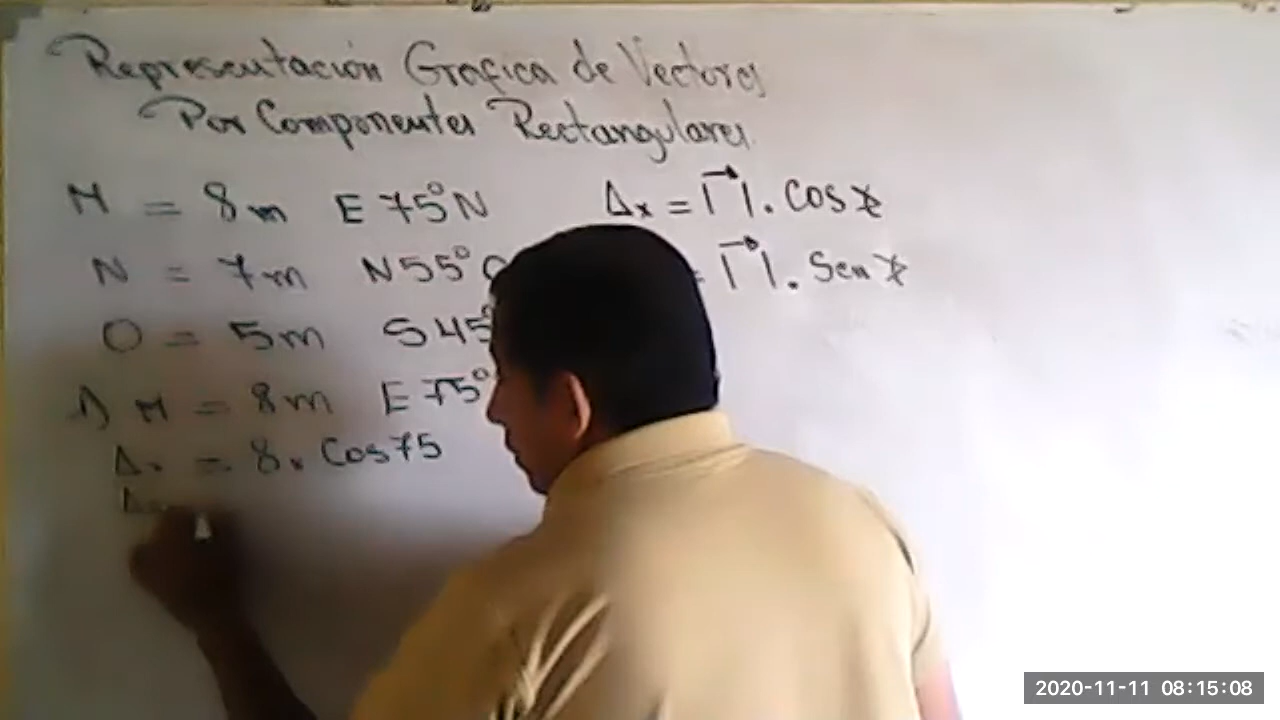 Representación Grafica de Vectores
Por Componentes Rectangulares.
M = 8m E 75° N Δx = |→|. Cos ∡
N = 7m N55° O = |→|. Sen ∡
O = 5m S 45°
1) M = 8m E 75°
Δx = 8. Cos 75
2020-11-11 08:15:08